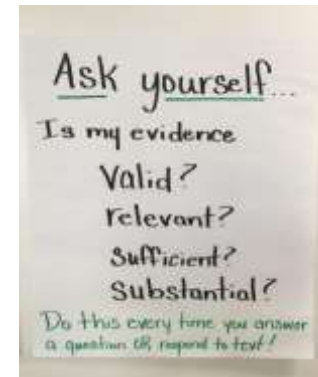 Ask yourself...
Is my evidence
Valid?
relevant?
Sufficient?
Substantial?
Do this every time you answer
a question OR respond to text!